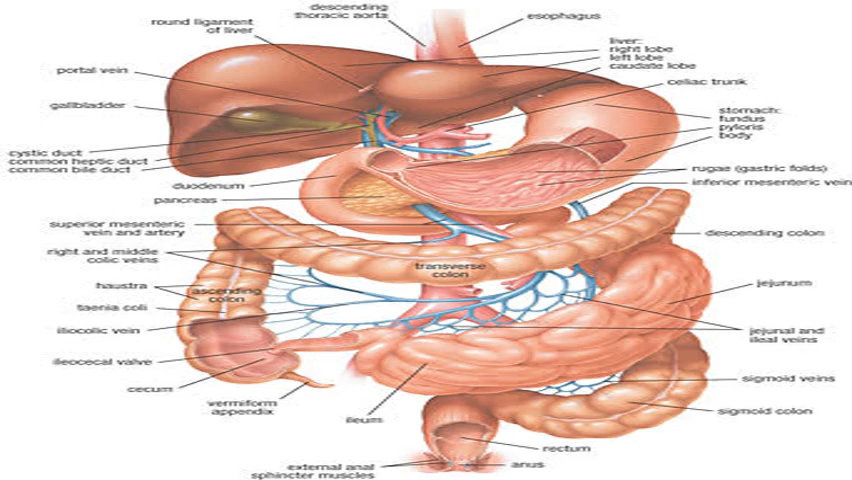 descending
thoracic aorta
esophagus
round ligament
of liver
liver:
right lobe
left lobe
caudate lobe
portal vein
celiac trunk
gallbladder
stomach:
fundus
pyloris
body
cystic duct
common heptic duct
common bile duct
rugae (gastric folds)
inferior mesenteric vein
duodenum
pancreas
superior mesenteric
vein and artery
descending colon
right and middle
colic veins
transverse
colon
haustra
ascending
colon
jejunum
taenia coli
iliocolic vein
jejunal and
ileal veins
ileocecal valve
cecum
sigmoid veins
vermiform
appendix
sigmoid colon
ileum
rectum
external anal
sphincter muscles
anus